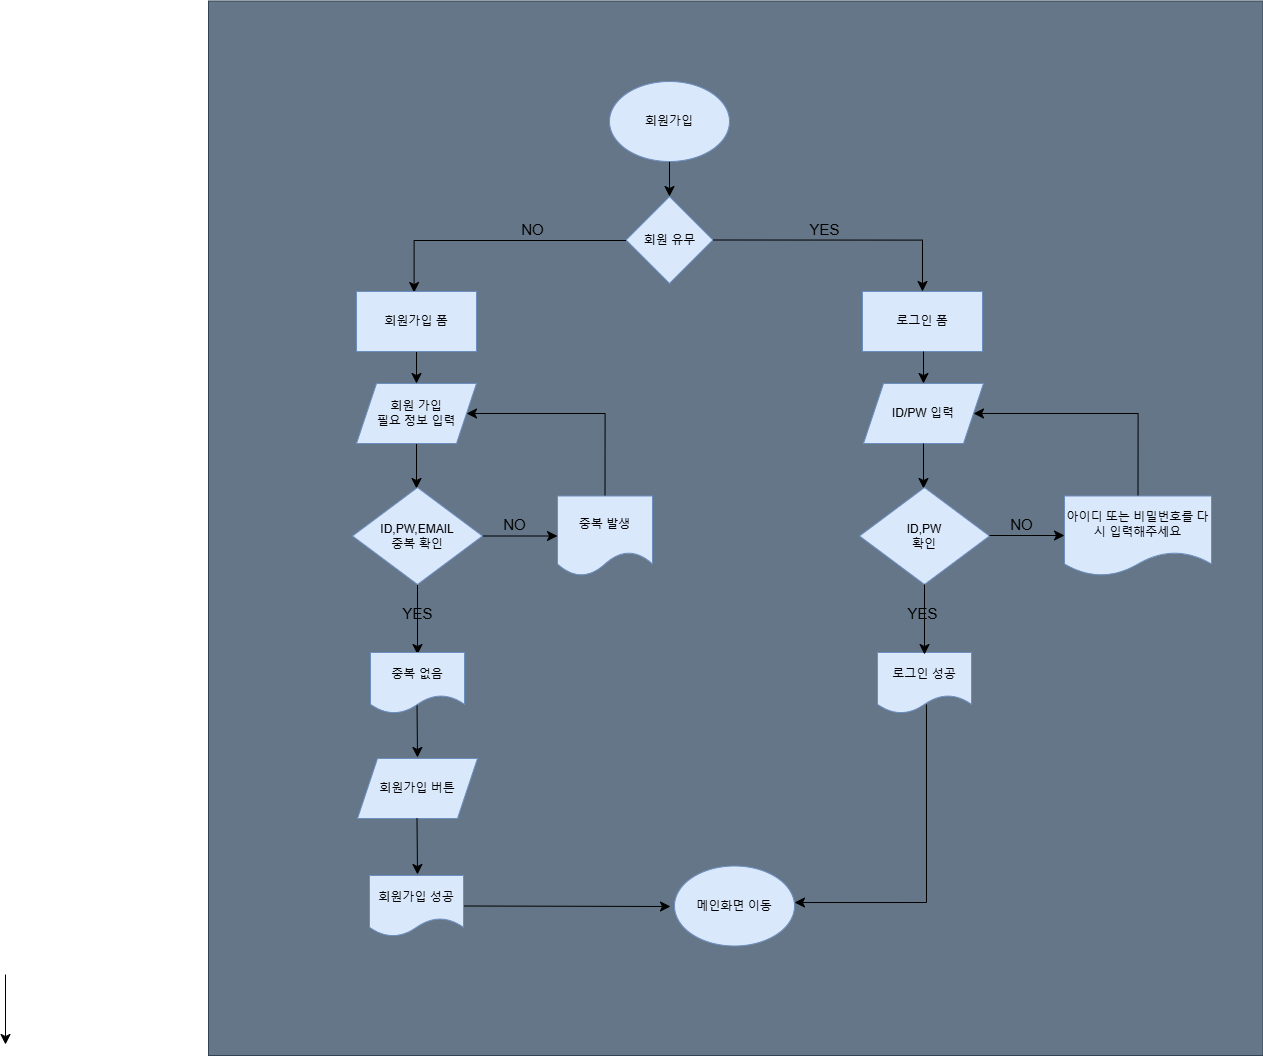 회원가입
회원 유무
NO
YES
회원가입 폼
로그인 폼
회원 가입
필요 정보 입력
ID/PW 입력
ID,PW,EMAIL
중복 확인
NO
중복 발생
ID,PW
확인
NO
아이디 또는 비밀번호를 다
시 입력해주세요
YES
YES
중복 없음
로그인 성공
회원가입 버튼
회원가입 성공
메인화면 이동